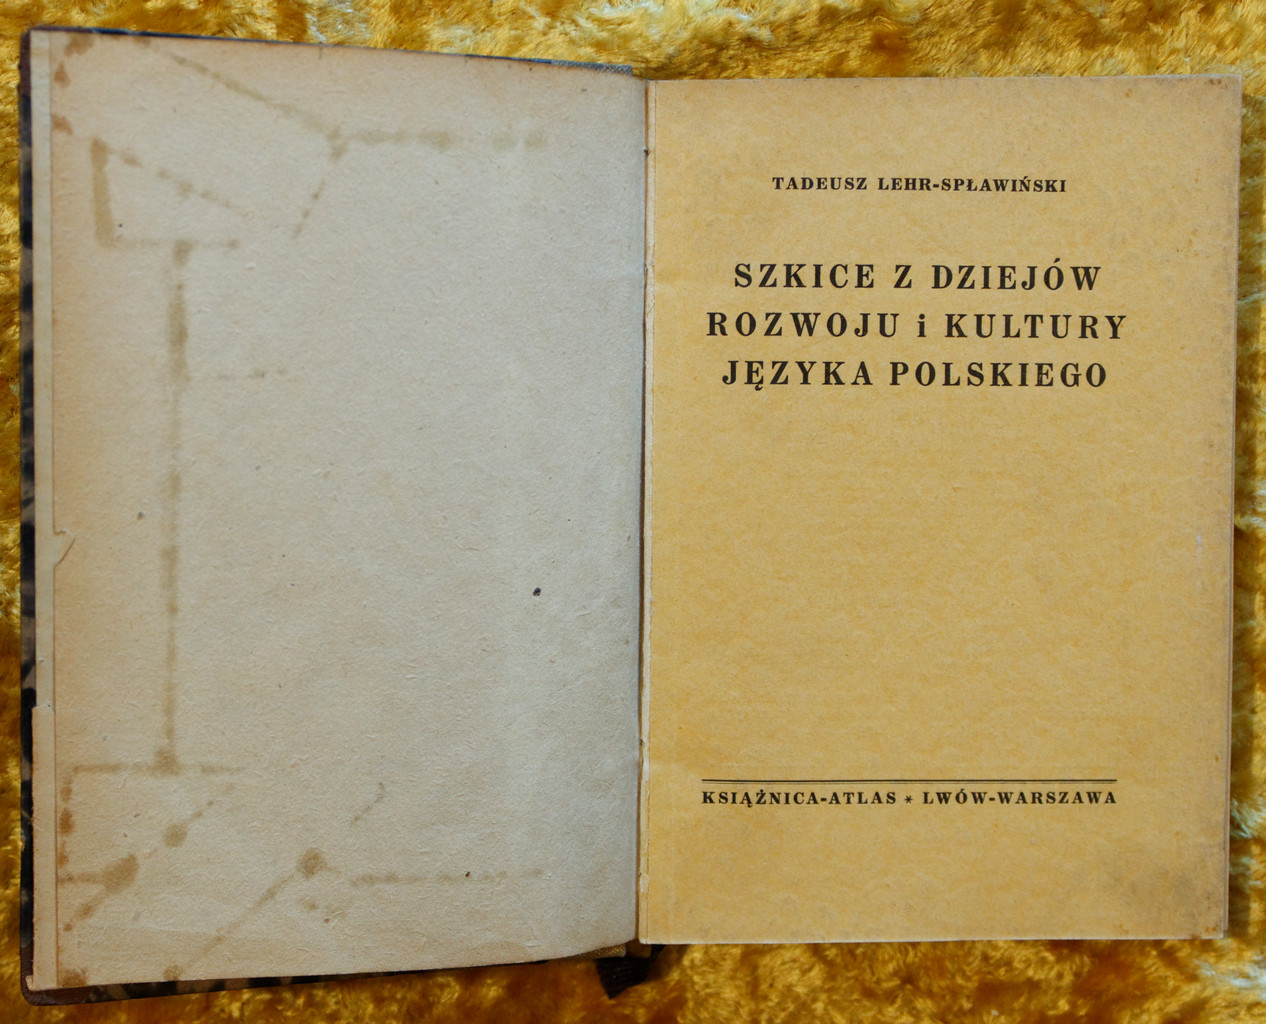 TADEUSZ LEHR-SPŁAWIŃSKI
SZKICE Z DZIEJÓW
ROZWOJU i KULTURY
JĘZYKA POLSKIEGO
KSIĄŻNICA-ATLAS * LWÓW-WARSZAWA